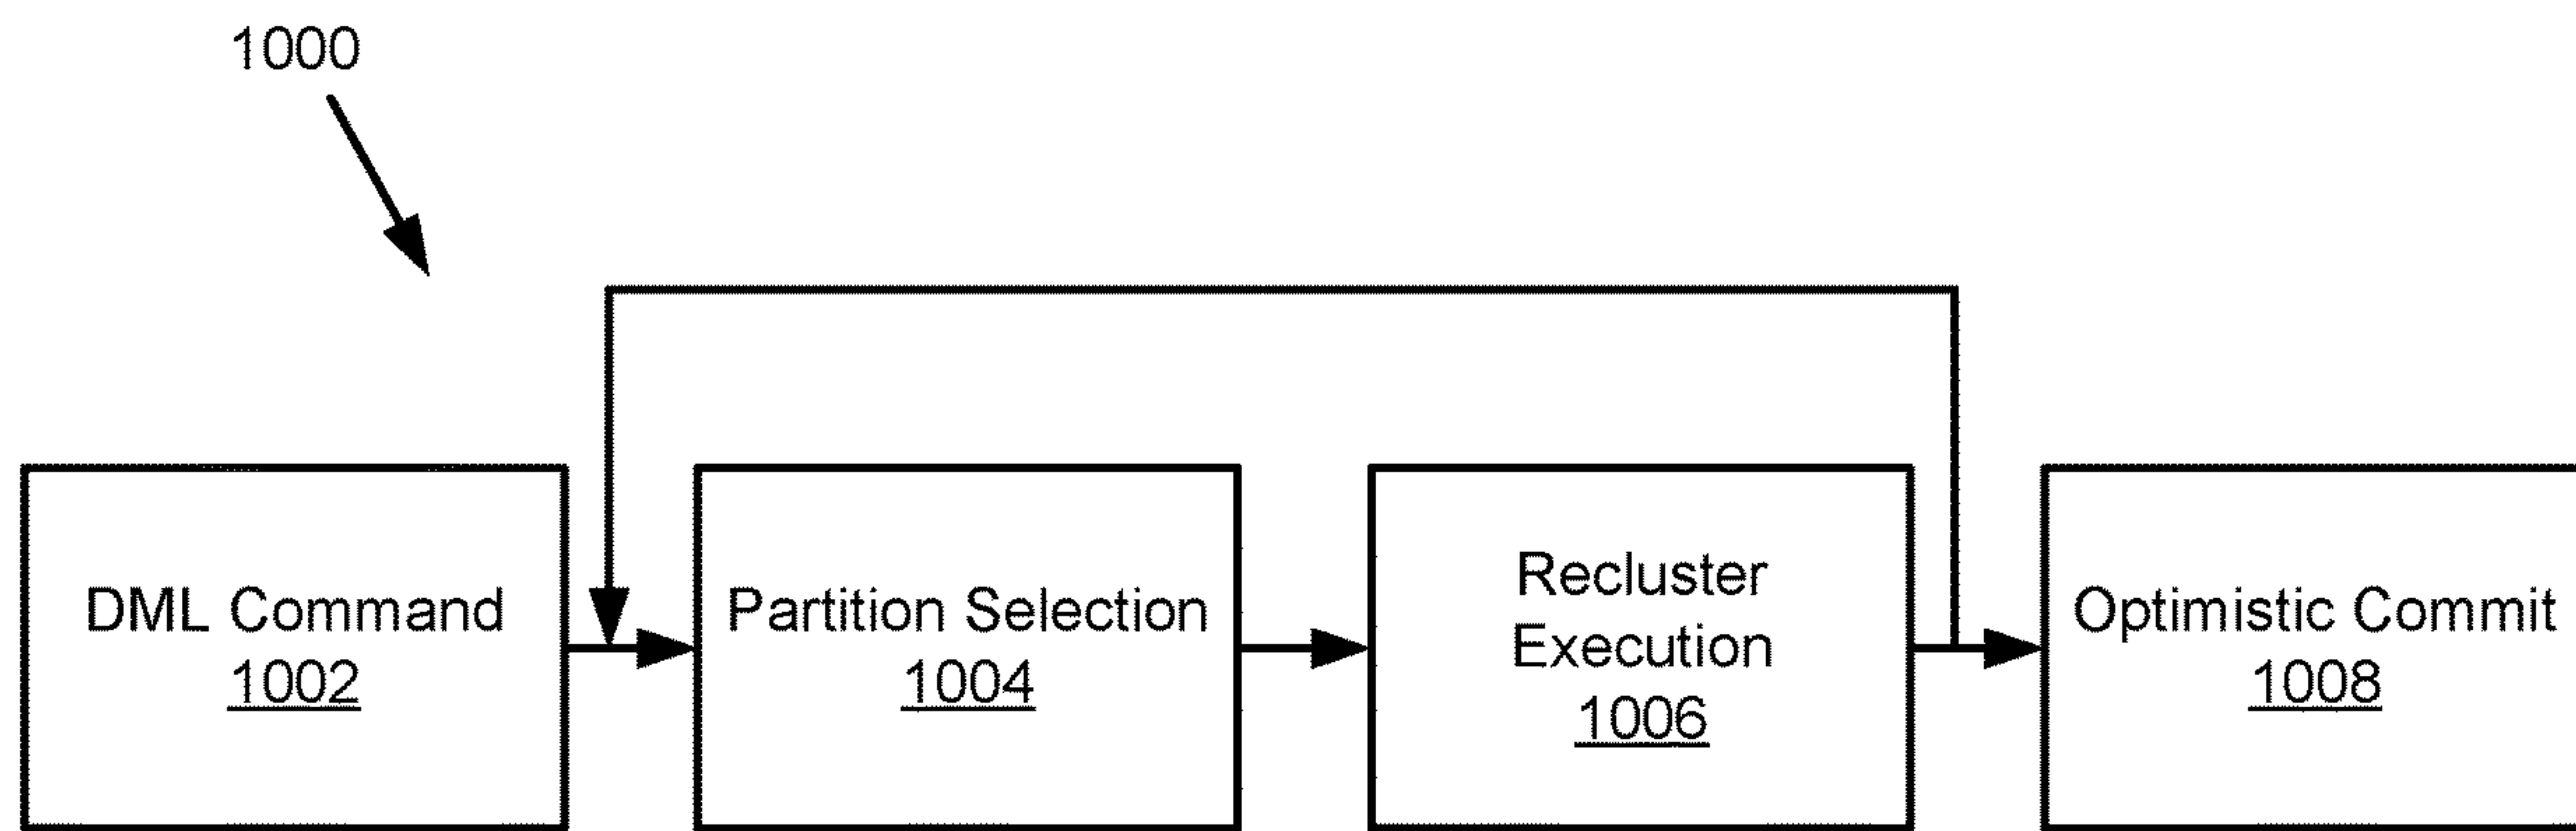 1000
DML Command
1002
Partition Selection
1004
Recluster
Execution
1006
Optimistic Commit
1008